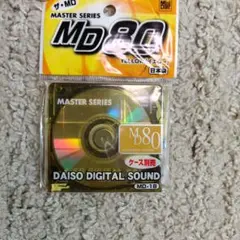 ザ・MD
MASTER SERIES
MD80
日本製
MASTER SERIES
MD80
ケース別売
DAISO DIGITAL SOUND
MD-18